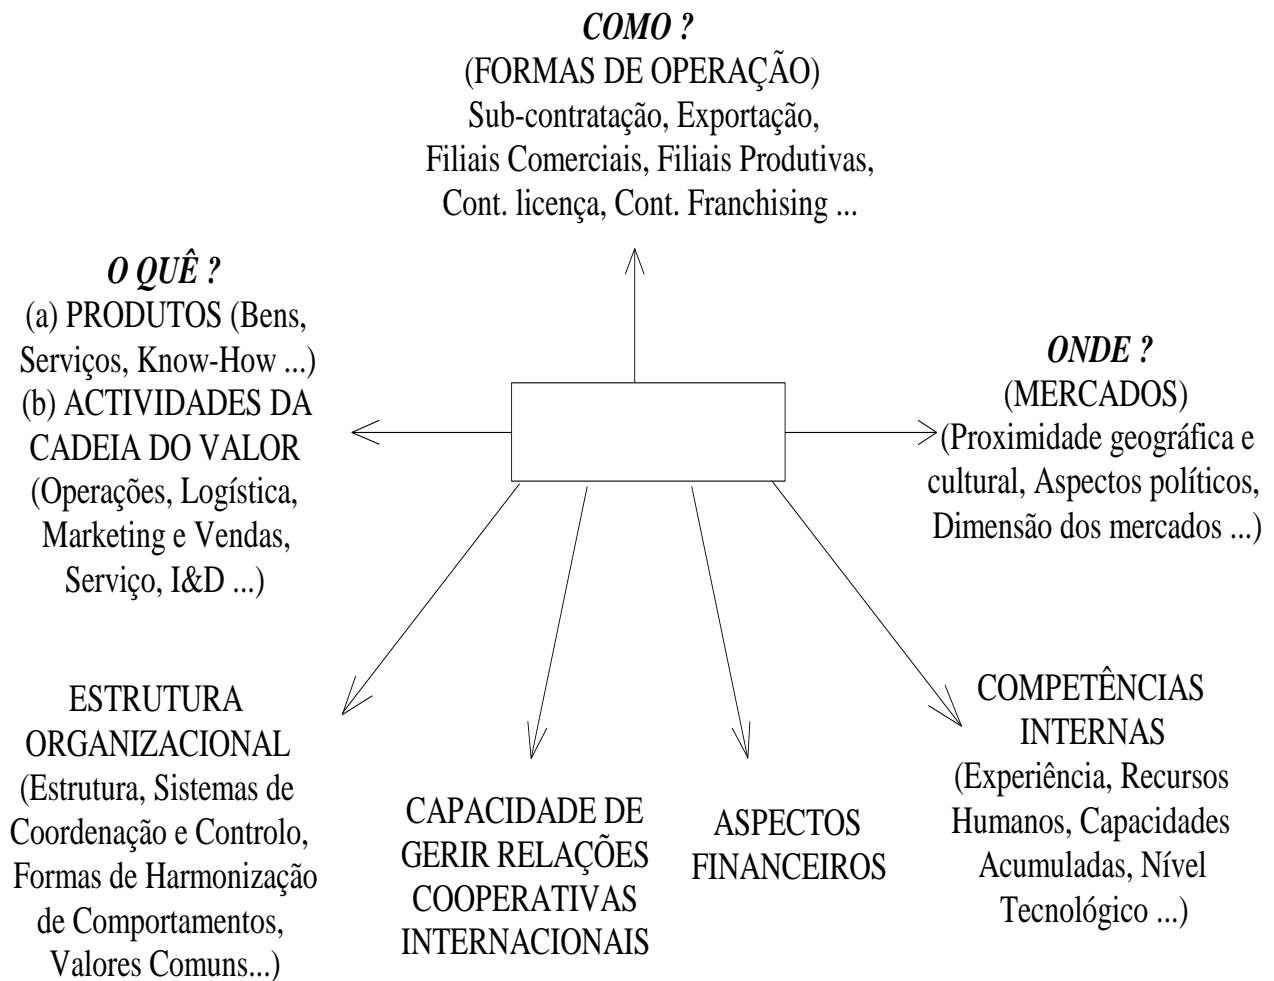 COMO ?
(FORMAS DE OPERAÇÃO)
Sub-contratação, Exportação,
Filiais Comerciais, Filiais Produtivas,
Cont. licença, Cont. Franchising ...
O QUÊ ?
(a) PRODUTOS (Bens,
Serviços, Know-How ...)
(b) ACTIVIDADES DA
CADEIA DO VALOR
(Operações, Logística,
Marketing e Vendas,
Serviço, I&D ...)
ONDE ?
(MERCADOS)
(Proximidade geográfica e
cultural, Aspectos políticos,
Dimensão dos mercados ...)
ESTRUTURA
ORGANIZACIONAL
(Estrutura, Sistemas de
Coordenação e Controlo,
Formas de Harmonização
de Comportamentos,
Valores Comuns...)
CAPACIDADE DE
GERIR RELAÇÕES
COOPERATIVAS
INTERNACIONAIS
ASPECTOS
FINANCEIROS
COMPETÊNCIAS
INTERNAS
(Experiência, Recursos
Humanos, Capacidades
Acumuladas, Nível
Tecnológico ...)